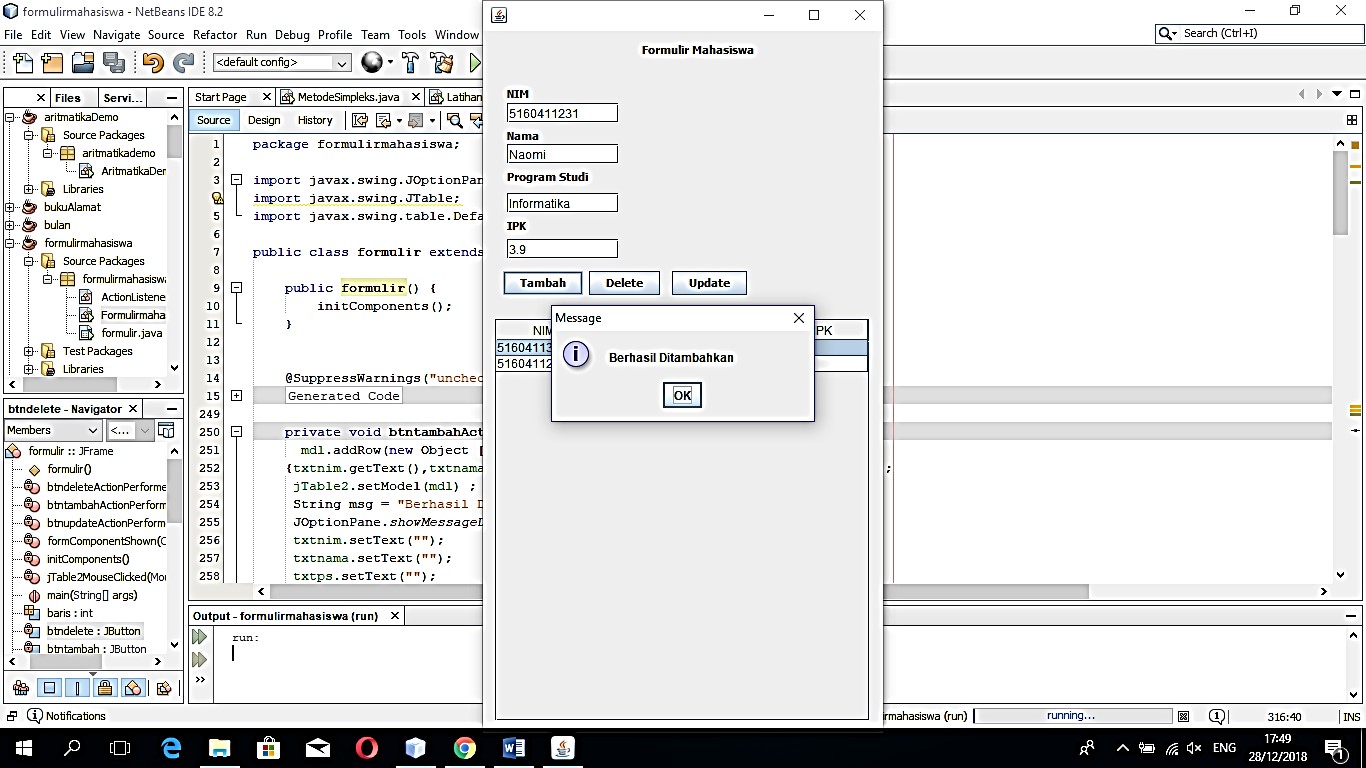 formulirmahasiswa - NetBeans IDE 8.2
File Edit View Navigate Source Refactor Run Debug Profile Team Tools Window
Search (Ctrl+I)
<default config>
Files Servi...
aritmatikaDemo
Source Packages
aritmatikademo
AritmatikaDer
Libraries
bukuAlamat
bulan
formulirmahasiswa
Source Packages
formulirmahasisw
ActionListene
Formulirmaha
formulir.java
Test Packages
Libraries
btndelete - Navigator
Members <...
formulir :: JFrame
formulir()
btndeleteActionPerforme
btntambahActionPerform
btnupdateActionPerform
formComponentShown(C
initComponents()
jTable2MouseClicked(Mou
main(String[] args)
baris : int
btndelete : JButton
btntambah : JButton
Start Page MetodeSimpleks.java Latihan
Source Design History
1 package formulirmahasiswa;
2
3 import javax.swing.JOptionPan
import javax.swing.JTable;
5 import javax.swing.table.Defa
6
7 public class formulir extends
8
9 public formulir() {
10 initComponents();
11 }
12
13
14 @SuppressWarnings("unchec
15 Generated Code
249
250 private void btntambahAct
251 mdl.addRow(new Object [
252 {txtnim.getText(),txtnama ;
253 jTable2.setModel(mdl) ;
254 String msg = "Berhasil D
255 JOptionPane.showMessageD
256 txtnim.setText("");
257 txtnama.setText("");
258 txtps.setText("");
Output - formulirmahasiswa (run)
run:
Formulir Mahasiswa
NIM
5160411231
Nama
Naomi
Program Studi
Informatika
IPK
3.9
Tambah Delete Update
NIM PK
51604113
51604112
Message
Berhasil Ditambahkan
OK
Notifications
rmahasiswa (run) running... 1 316:40 INS
ENG
17:49
28/12/2018
1